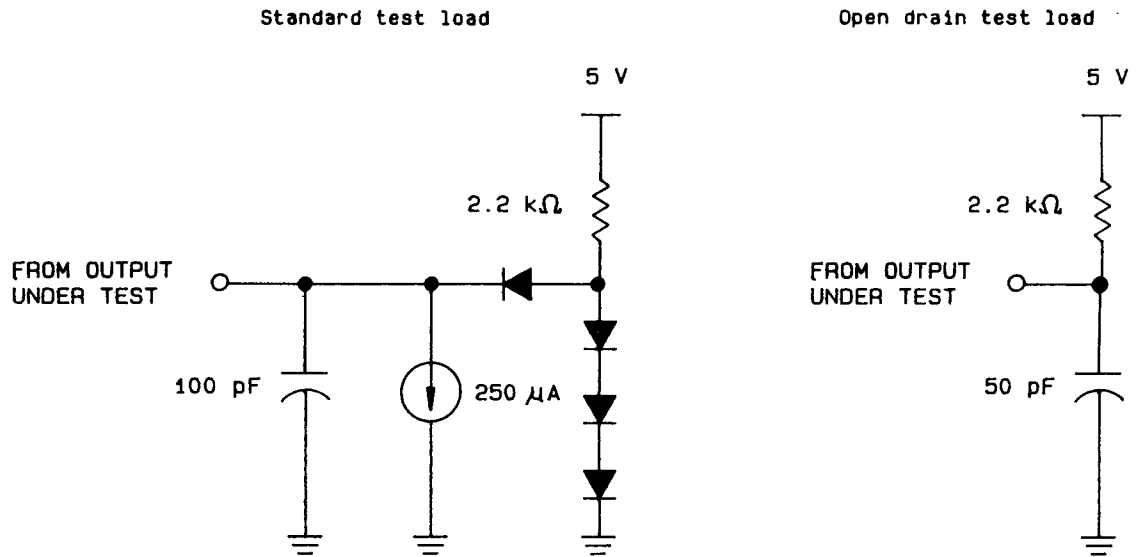 Standard test load
5 V
2.2 kΩ
FROM OUTPUT
UNDER TEST
100 pF
250 μA
Open drain test load
5 V
2.2 kΩ
FROM OUTPUT
UNDER TEST
50 pF